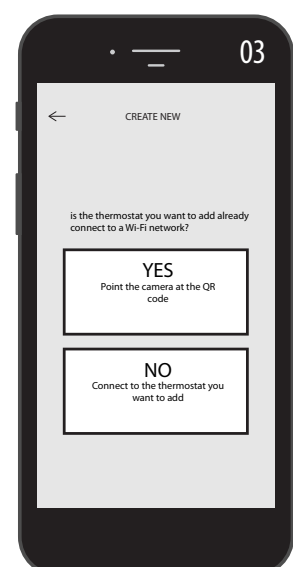 03
CREATE NEW
is the thermostat you want to add already
connect to a Wi-Fi network?
YES
Point the camera at the QR
code
NO
Connect to the thermostat you
want to add